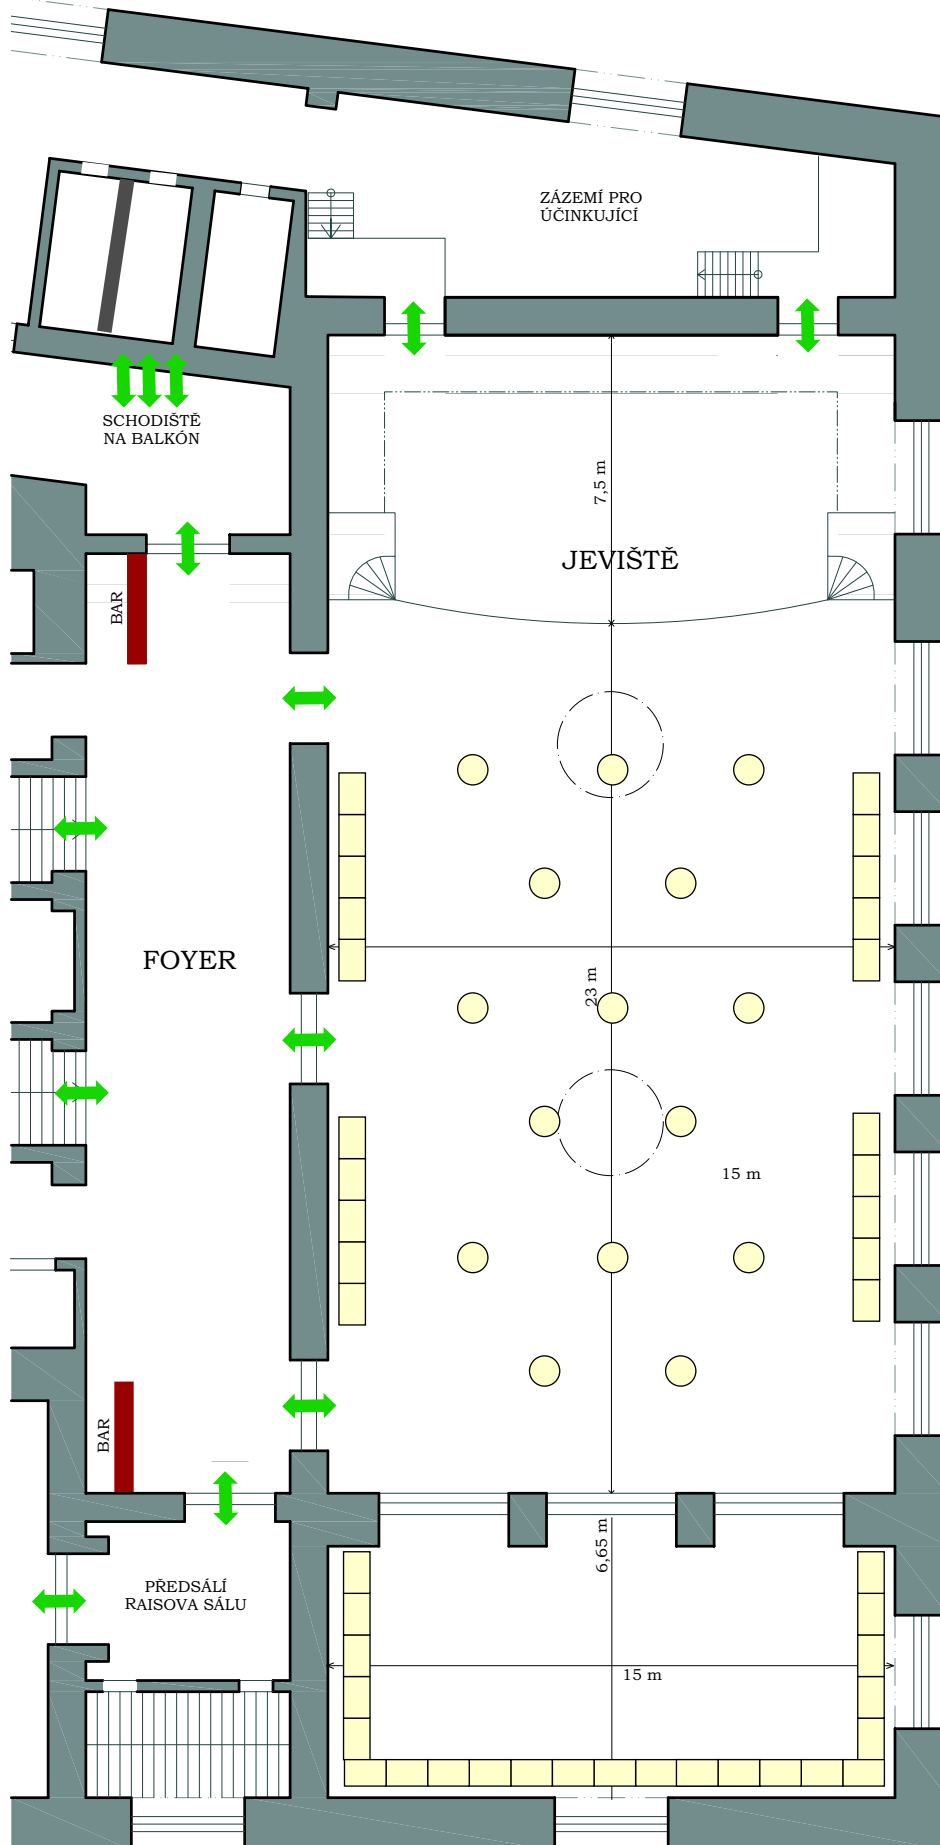 ZÁZEMÍ PRO
ÚČINKUJÍCÍ
SCHODIŠTĚ
NA BALKÓN
7,5 m
JEVIŠTĚ
BAR
FOYER
23 m
15 m
BAR
6,65 m
PŘEDSÁLÍ
RAISOVA SÁLU
15 m